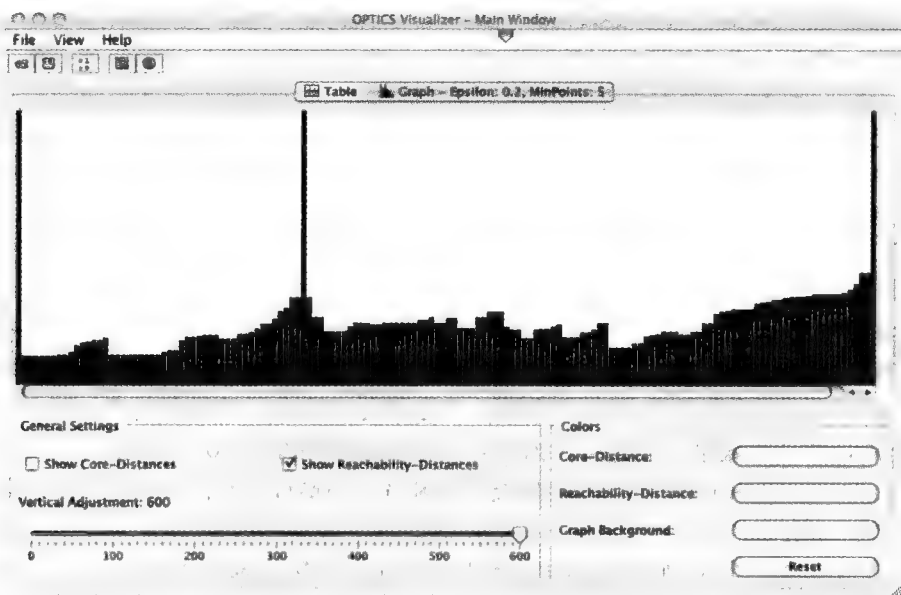 OPTICS Visualizer – Main Window
File View Help
Table Graph – Epsilon: 0.2, MinPoints: 5
General Settings
Colors
Show Core-Distances
Show Reachability-Distances
Core-Distance:
Vertical Adjustment: 600
Reachability-Distance:
Graph Background:
0 100 200 300 400 500 600
Reset